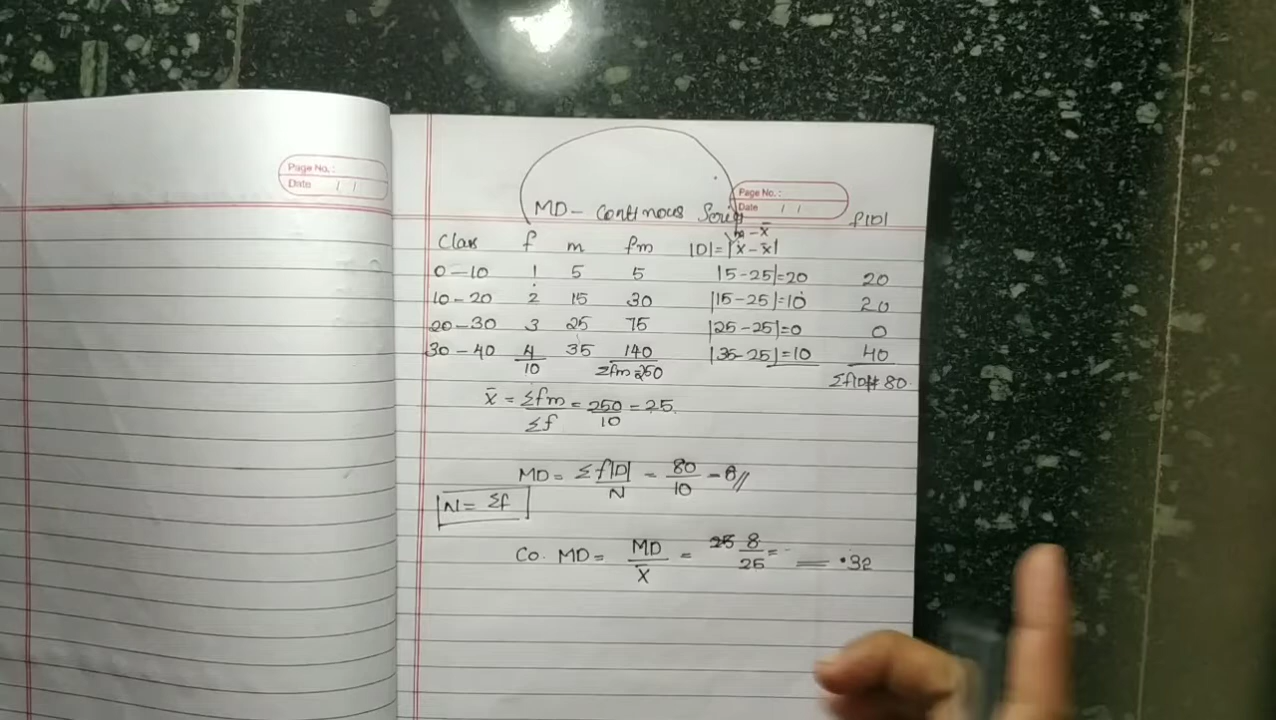 Page No. :
Date / /
Page No. :
Date / /
MD - Continous
f|D|
Class f m fm |D|=|x - x̄|
0-10 1 5 5 |5-25|=20 20
10-20 2 15 30 |15-25|=10 20
20-30 3 25 75 |25-25|=0 0
30-40 4 35 140 |35-25|=10 40
10 Σfm=250 Σf|D|= 80
x̄ = Σfm/Σf = 250/10 = 25
MD = Σf|D|/N = 80/10 = 8//
N = Σf
Co. MD = MD/x̄ = 8/25 = .32